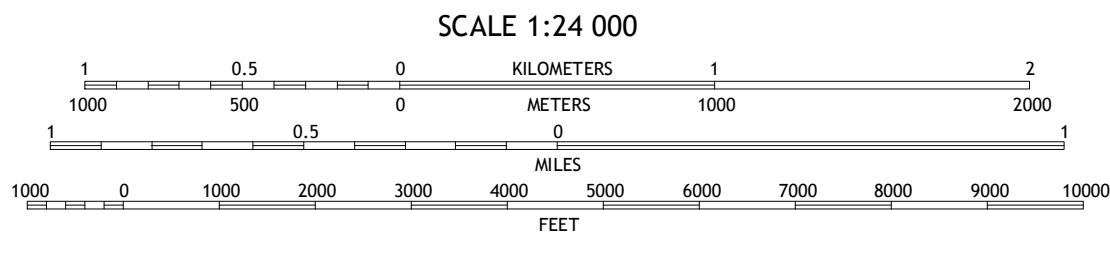 SCALE 1:24 000
1 0.5 0 KILOMETERS 1 2
1000 500 0 METERS 1000 2000
1 0.5 0 1
MILES
1000 0 1000 2000 3000 4000 5000 6000 7000 8000 9000 10000
FEET